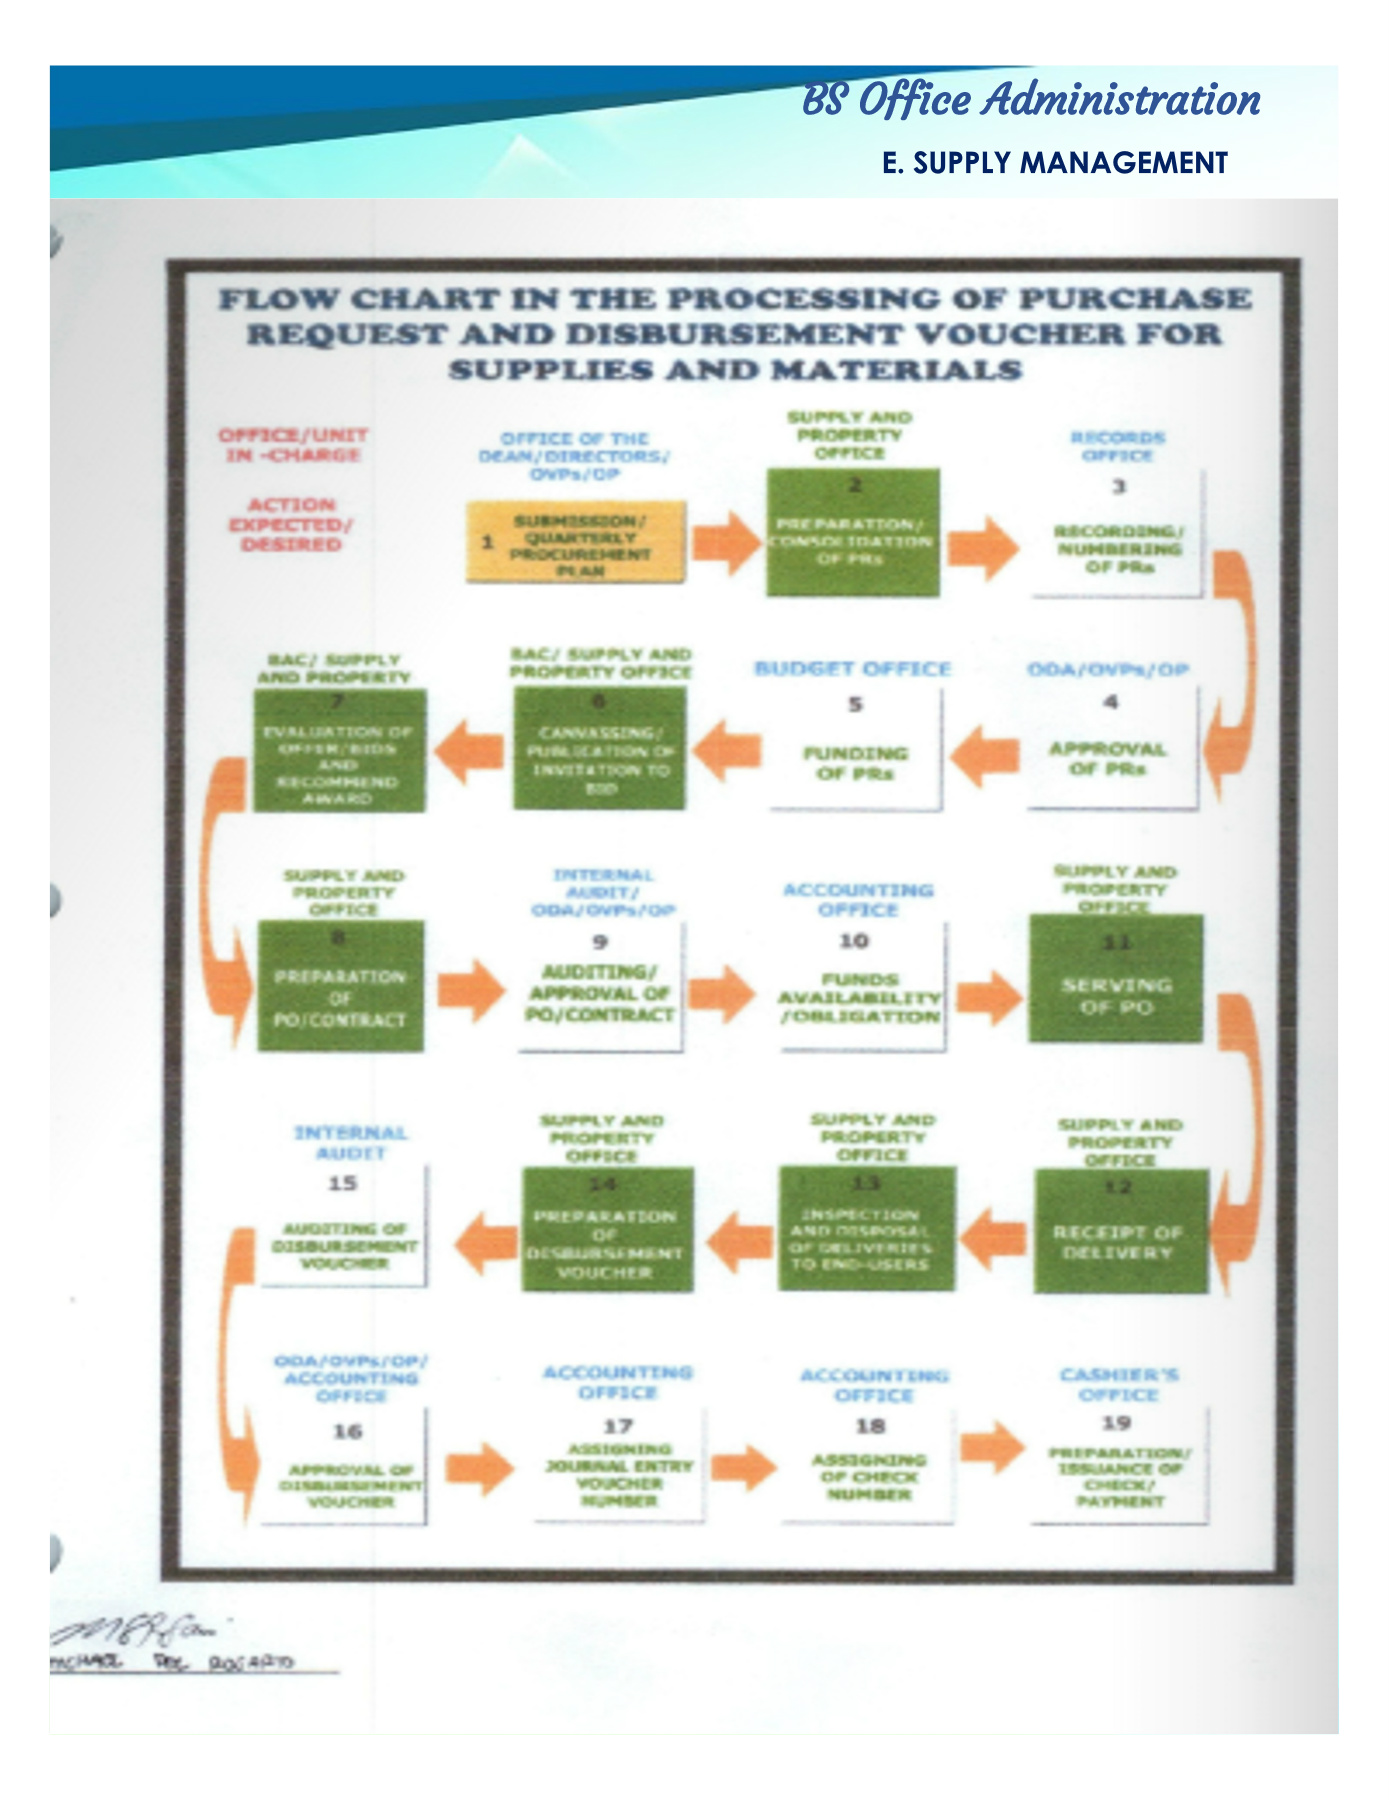 BS Office Administration
E. SUPPLY MANAGEMENT
FLOW CHART IN THE PROCESSING OF PURCHASE
REQUEST AND DISBURSEMENT VOUCHER FOR
SUPPLIES AND MATERIALS
OFFICE/UNIT
IN -CHARGE
ACTION
EXPECTED/
DESIRED
OFFICE OF THE
DEAN/DIRECTORS/
OVPs/OP
1
SUBMISSION/
QUARTERLY
PROCUREMENT
PLAN
SUPPLY AND
PROPERTY
OFFICE
2
PREPARATION/
CONSOLIDATION
OF PRs
RECORDS
OFFICE
3
RECORDING/
NUMBERING
OF PRs
ODA/OVPs/OP
4
APPROVAL
OF PRs
BUDGET OFFICE
5
FUNDING
OF PRs
BAC/ SUPPLY AND
PROPERTY OFFICE
6
CANVASSING/
PUBLICATION OF
INVITATION TO
BID
BAC/ SUPPLY
AND PROPERTY
7
EVALUATION OF
OFFER/BIDS
AND
RECOMMEND
AWARD
SUPPLY AND
PROPERTY
OFFICE
8
PREPARATION
OF
PO/CONTRACT
INTERNAL
AUDIT/
ODA/OVPs/OP
9
AUDITING/
APPROVAL OF
PO/CONTRACT
ACCOUNTING
OFFICE
10
FUNDS
AVAILABILITY
/OBLIGATION
SUPPLY AND
PROPERTY
OFFICE
11
SERVING
OF PO
SUPPLY AND
PROPERTY
OFFICE
12
RECEIPT OF
DELIVERY
SUPPLY AND
PROPERTY
OFFICE
13
INSPECTION
AND DISPOSAL
OF DELIVERIES
TO END-USERS
SUPPLY AND
PROPERTY
OFFICE
14
PREPARATION
OF
DISBURSEMENT
VOUCHER
INTERNAL
AUDIT
15
AUDITING OF
DISBURSEMENT
VOUCHER
ODA/OVPs/OP/
ACCOUNTING
OFFICE
16
APPROVAL OF
DISBURSEMENT
VOUCHER
ACCOUNTING
OFFICE
17
ASSIGNING
JOURNAL ENTRY
VOUCHER
NUMBER
ACCOUNTING
OFFICE
18
ASSIGNING
OF CHECK
NUMBER
CASHIER'S
OFFICE
19
PREPARATION/
ISSUANCE OF
CHECK/
PAYMENT
DEL ROSARIO